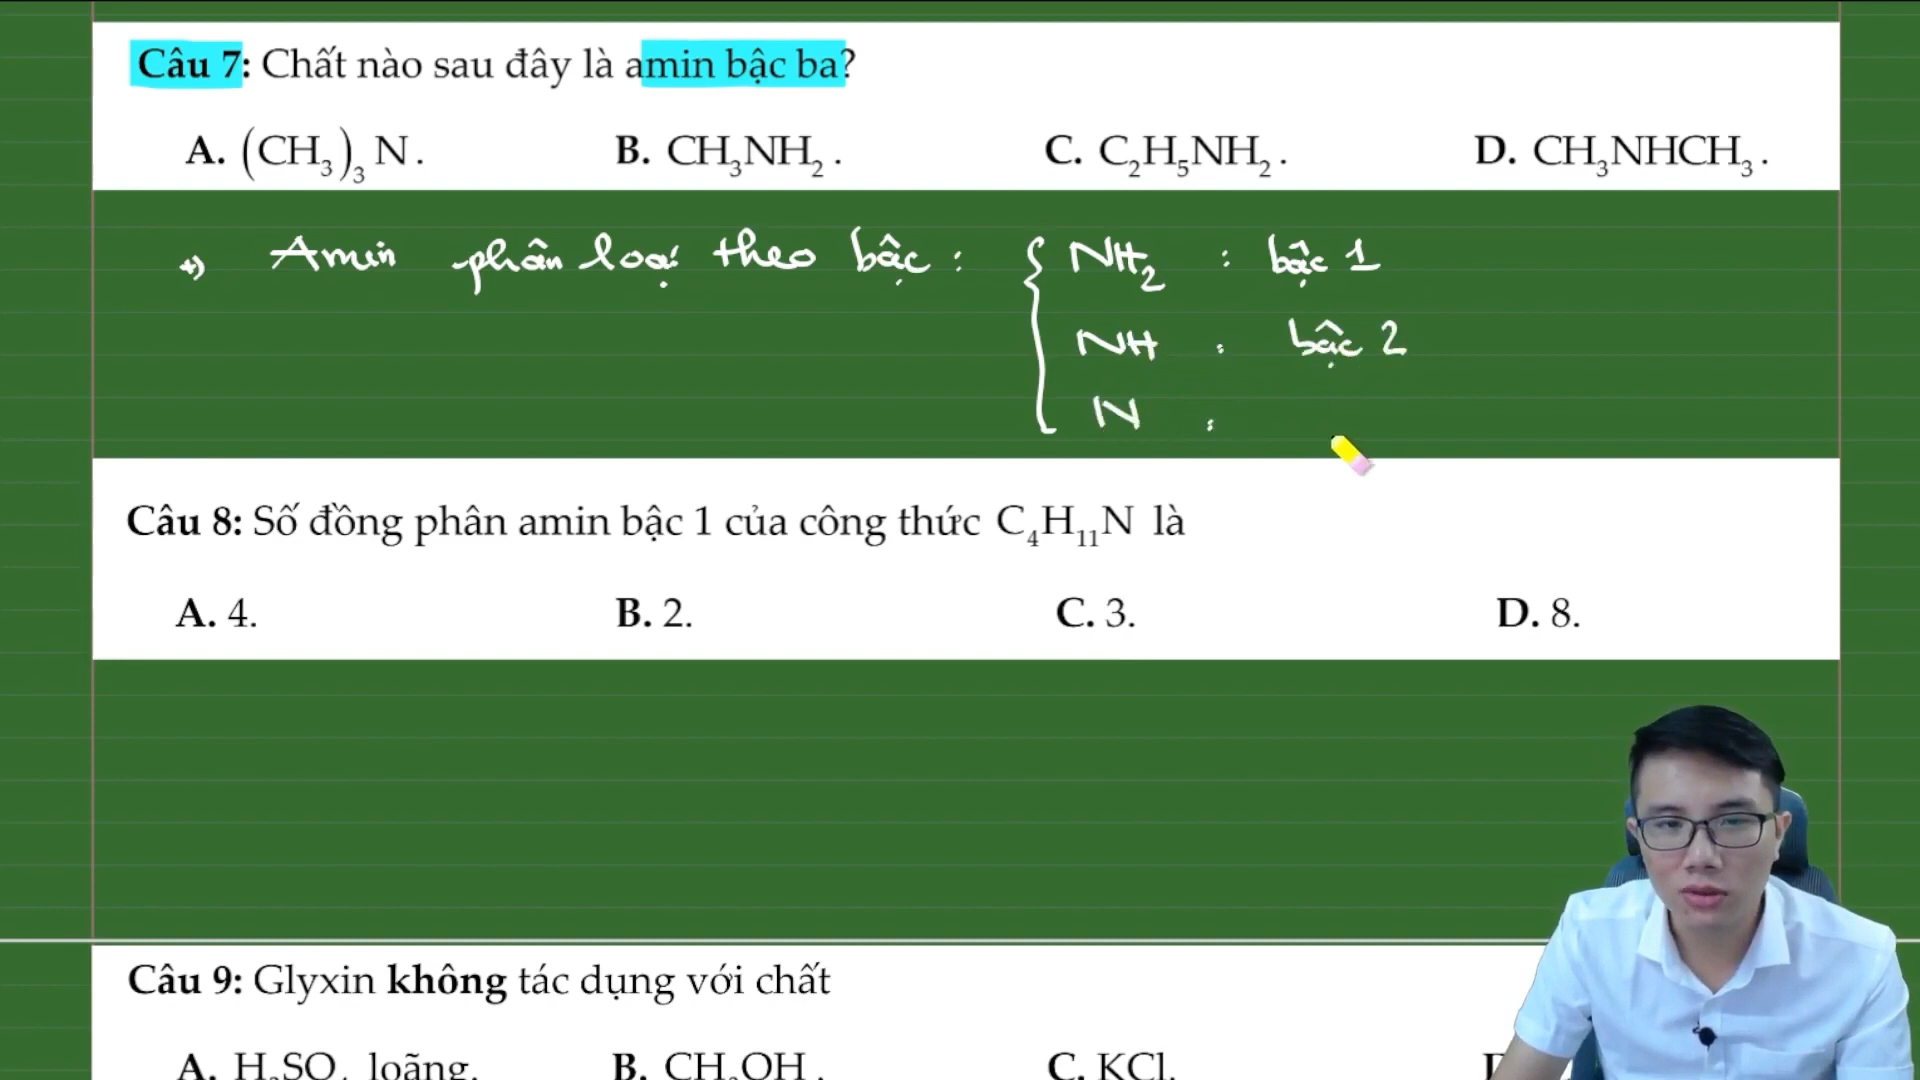 Câu 7: Chất nào sau đây là amin bậc ba?
A. (CH₃)₃ N. B. CH₃NH₂. C. C₂H₅NH₂. D. CH₃NHCH₃.
+) Amin phân loại theo bậc : { NH₂ : bậc 1
NH : bậc 2
N :
Câu 8: Số đồng phân amin bậc 1 của công thức C₄H₁₁N là
A. 4. B. 2. C. 3. D. 8.
Câu 9: Glyxin không tác dụng với chất
A. H₂SO₄ loãng. B. CH₃OH. C. KCl.